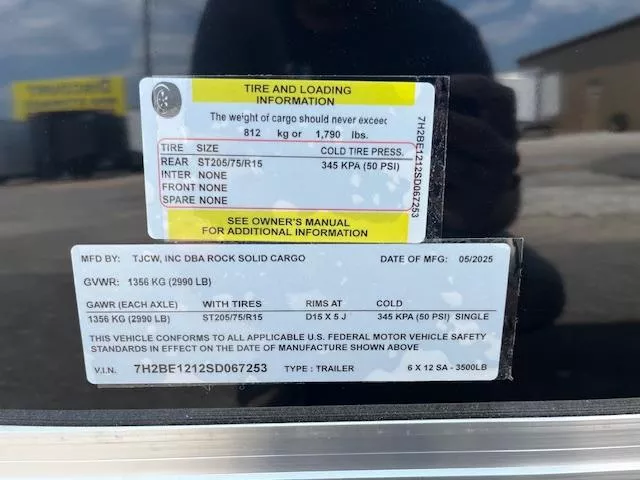 TIRE AND LOADING
INFORMATION
The weight of cargo should never exceed
812 kg or 1,790 lbs.
TIRE SIZE COLD TIRE PRESS.
REAR ST205/75/R15 345 KPA (50 PSI)
INTER NONE
FRONT NONE
SPARE NONE
SEE OWNER'S MANUAL
FOR ADDITIONAL INFORMATION
7H2BE1212SD067253
MFD BY: TJCW, INC DBA ROCK SOLID CARGO DATE OF MFG: 05/2025
GVWR: 1356 KG (2990 LB)
GAWR (EACH AXLE) WITH TIRES RIMS AT COLD
1356 KG (2990 LB) ST205/75/R15 D15 X 5 J 345 KPA (50 PSI) SINGLE
THIS VEHICLE CONFORMS TO ALL APPLICABLE U.S. FEDERAL MOTOR VEHICLE SAFETY
STANDARDS IN EFFECT ON THE DATE OF MANUFACTURE SHOWN ABOVE
V.I.N. 7H2BE1212SD067253 TYPE : TRAILER 6 X 12 SA - 3500LB